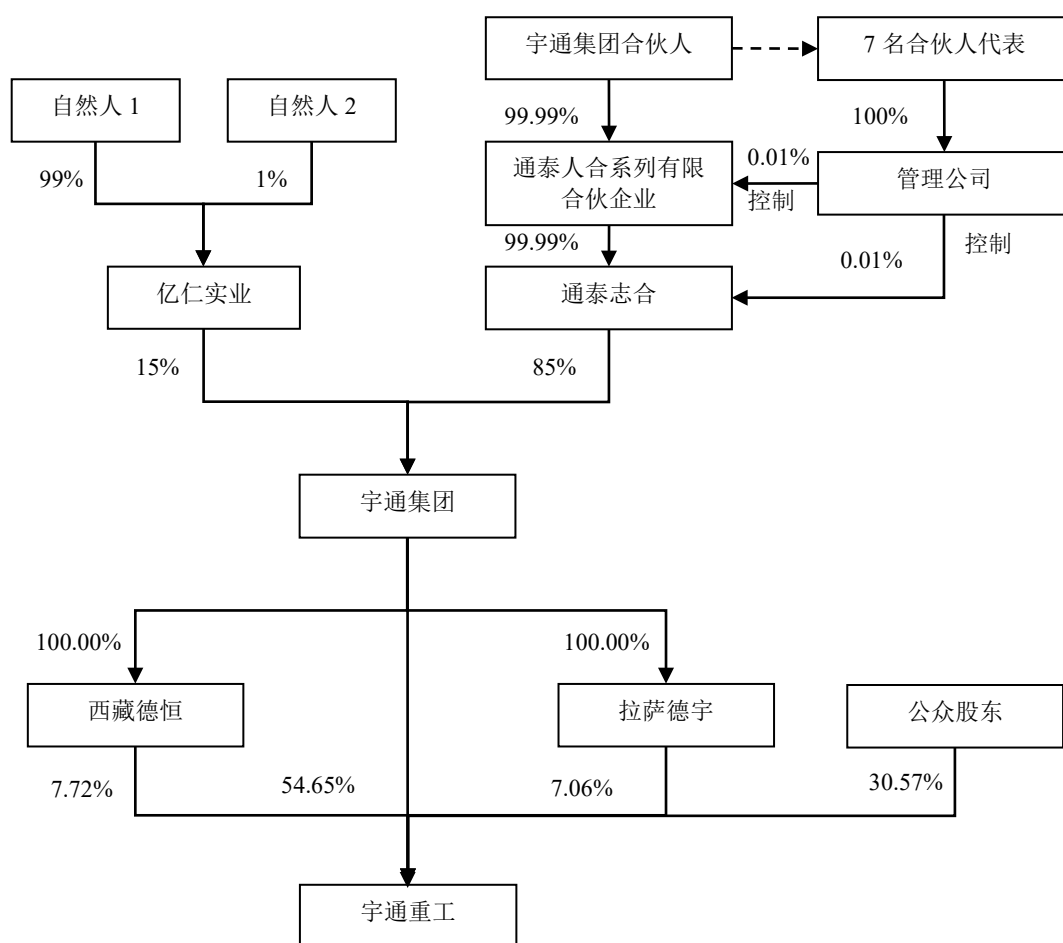 宇通集团合伙人
7 名合伙人代表
自然人 1
自然人 2
99.99%
100%
99%
1%
通泰人合系列有限
合伙企业
0.01%
控制
管理公司
99.99%
控制
0.01%
亿仁实业
通泰志合
15%
85%
宇通集团
100.00%
100.00%
西藏德恒
拉萨德宇
公众股东
7.72%
54.65%
7.06%
30.57%
宇通重工